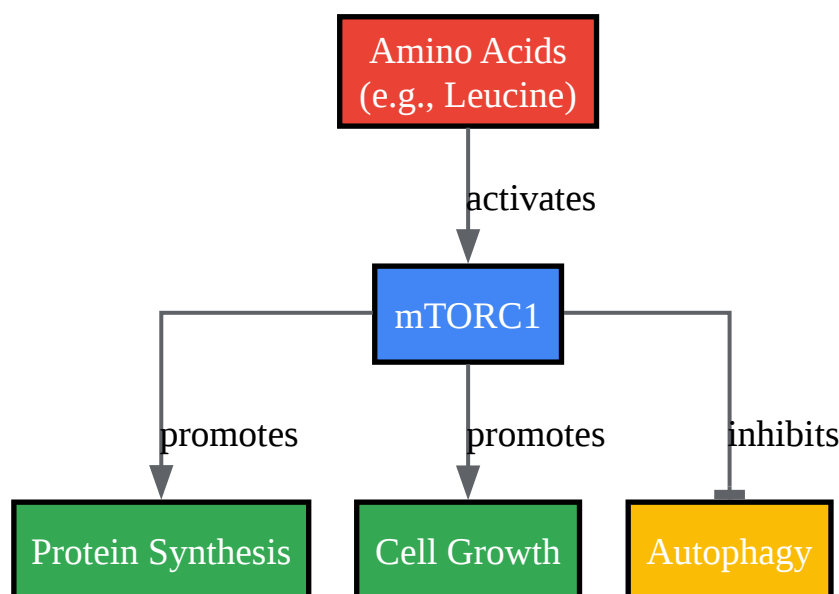 Amino Acids
(e.g., Leucine)
activates
mTORC1
promotes
promotes
inhibits
Protein Synthesis
Cell Growth
Autophagy